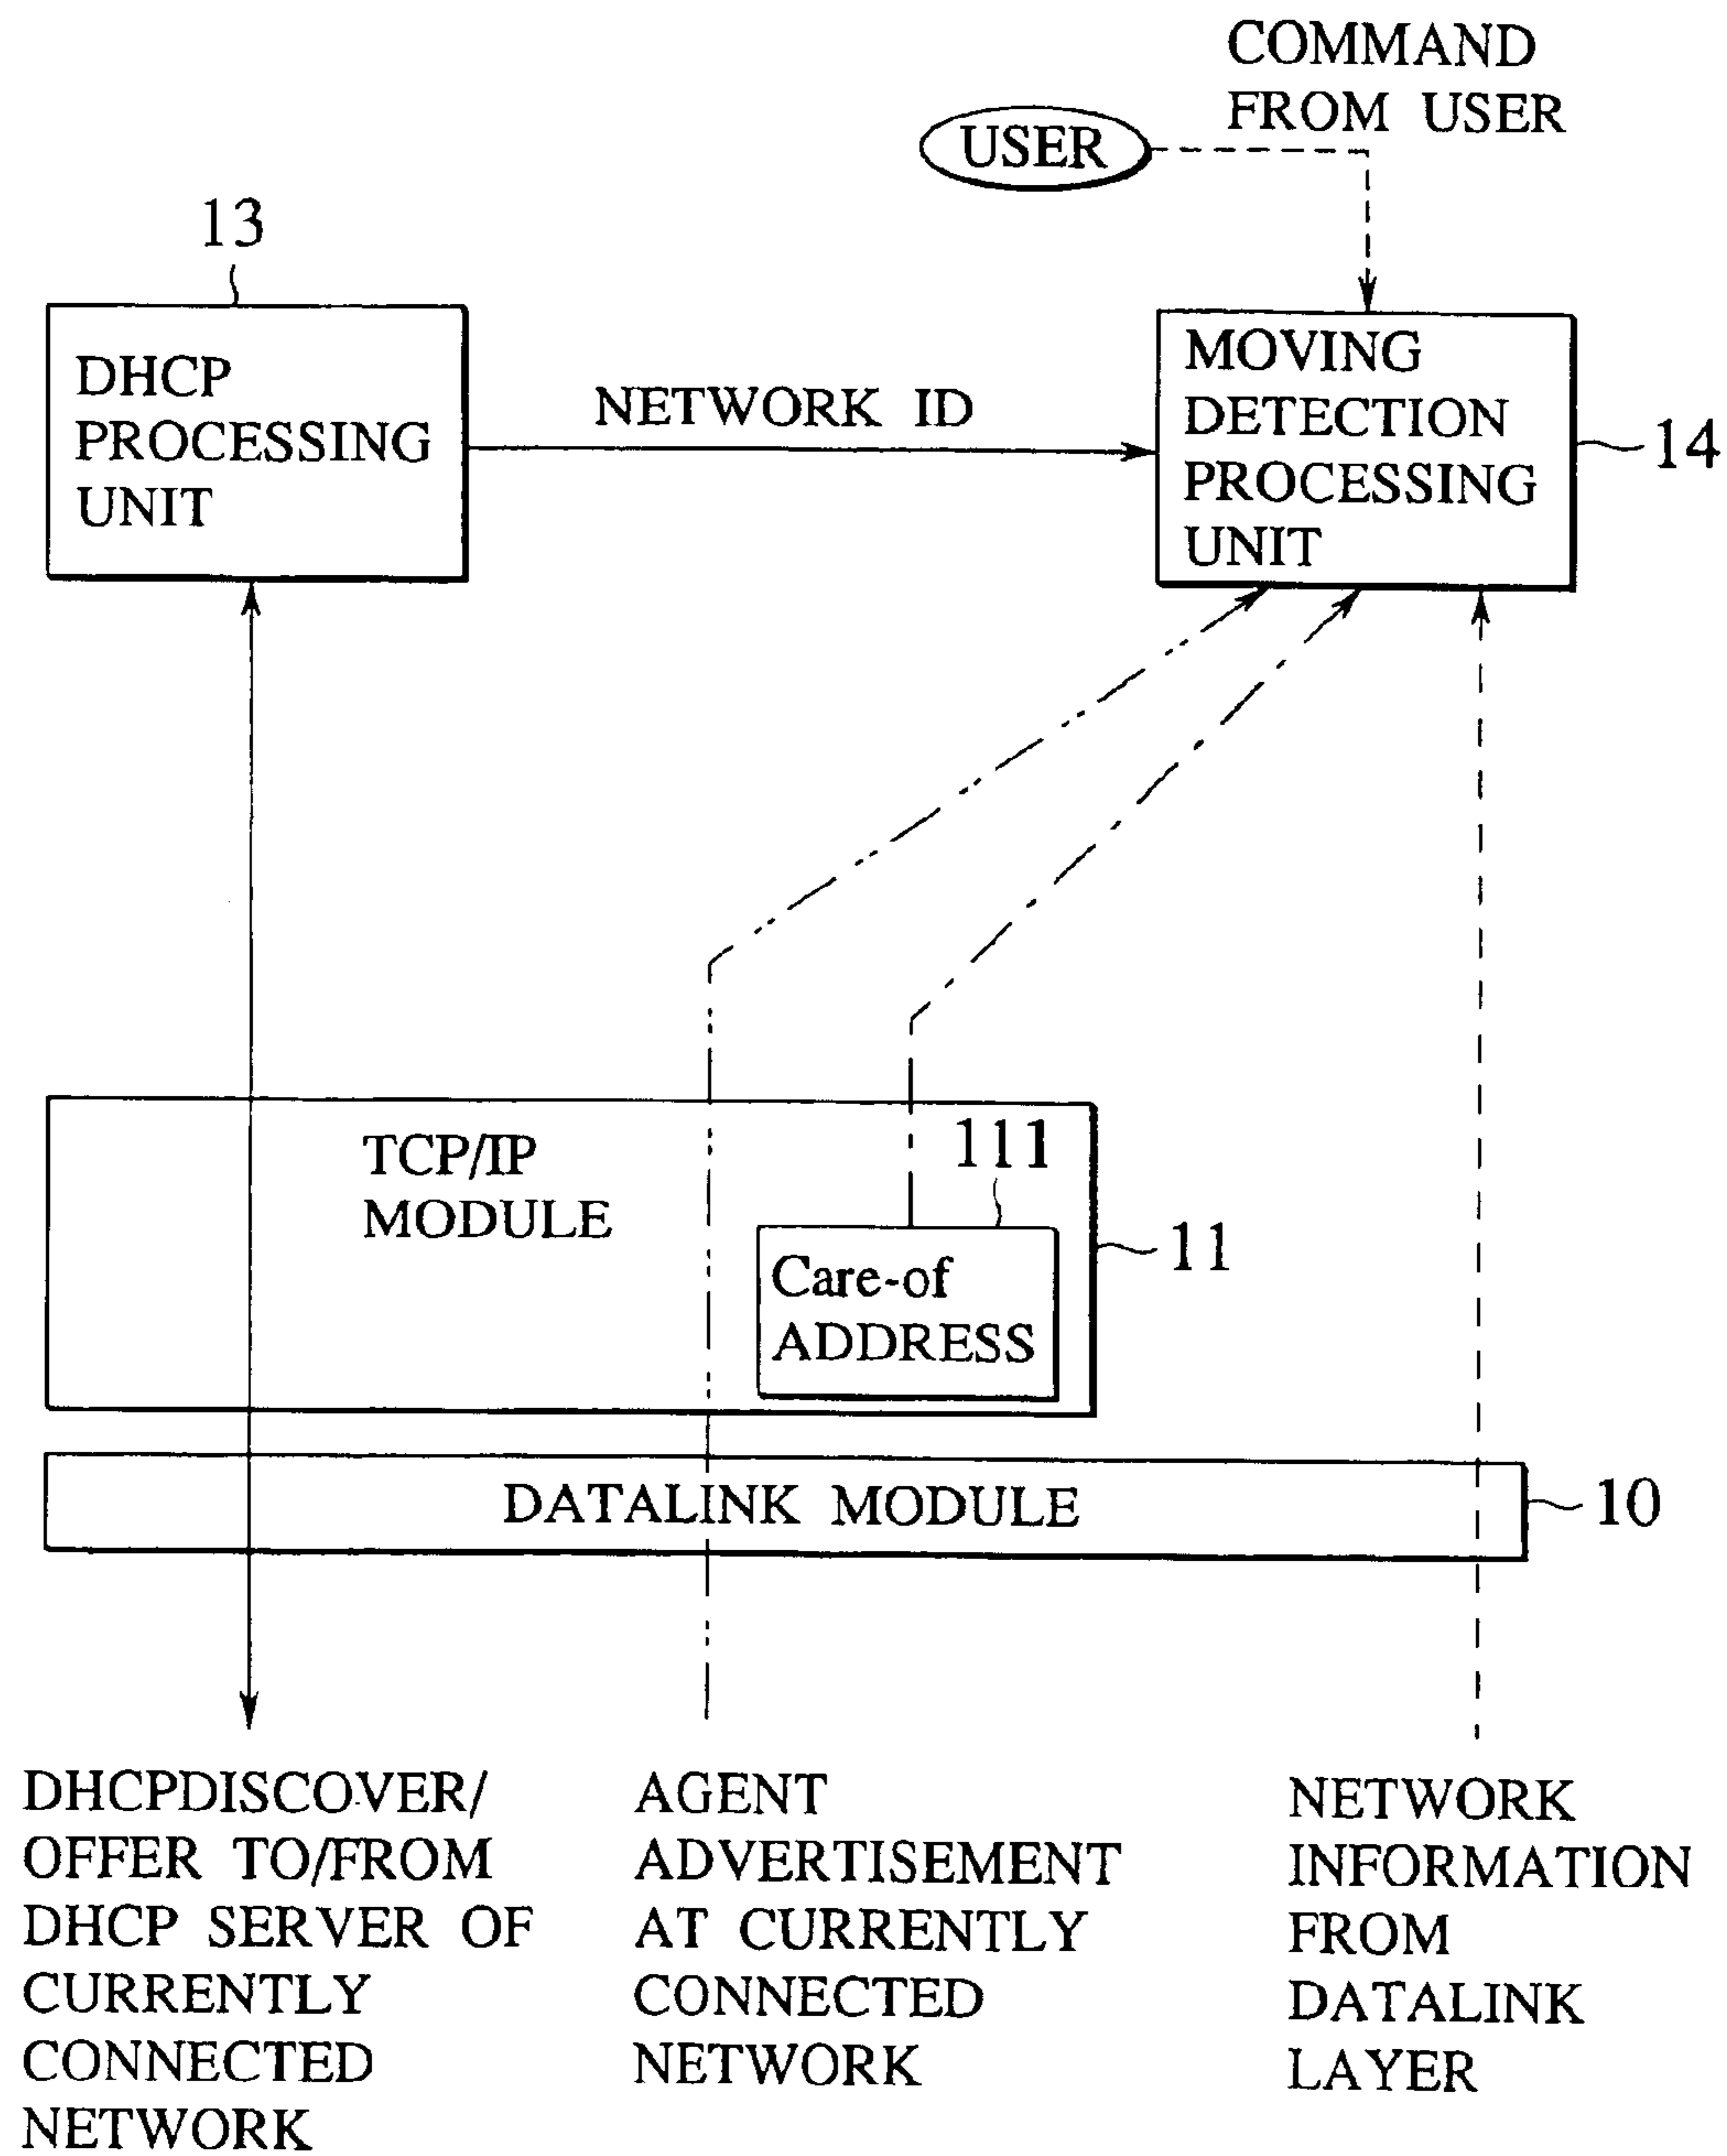 COMMAND
FROM USER
USER
13
DHCP
PROCESSING
UNIT
NETWORK ID
MOVING
DETECTION
PROCESSING
UNIT
14
TCP/IP
MODULE
111
Care-of
ADDRESS
11
DATALINK MODULE
10
DHCPDISCOVER/
OFFER TO/FROM
DHCP SERVER OF
CURRENTLY
CONNECTED
NETWORK
AGENT
ADVERTISEMENT
AT CURRENTLY
CONNECTED
NETWORK
NETWORK
INFORMATION
FROM
DATALINK
LAYER